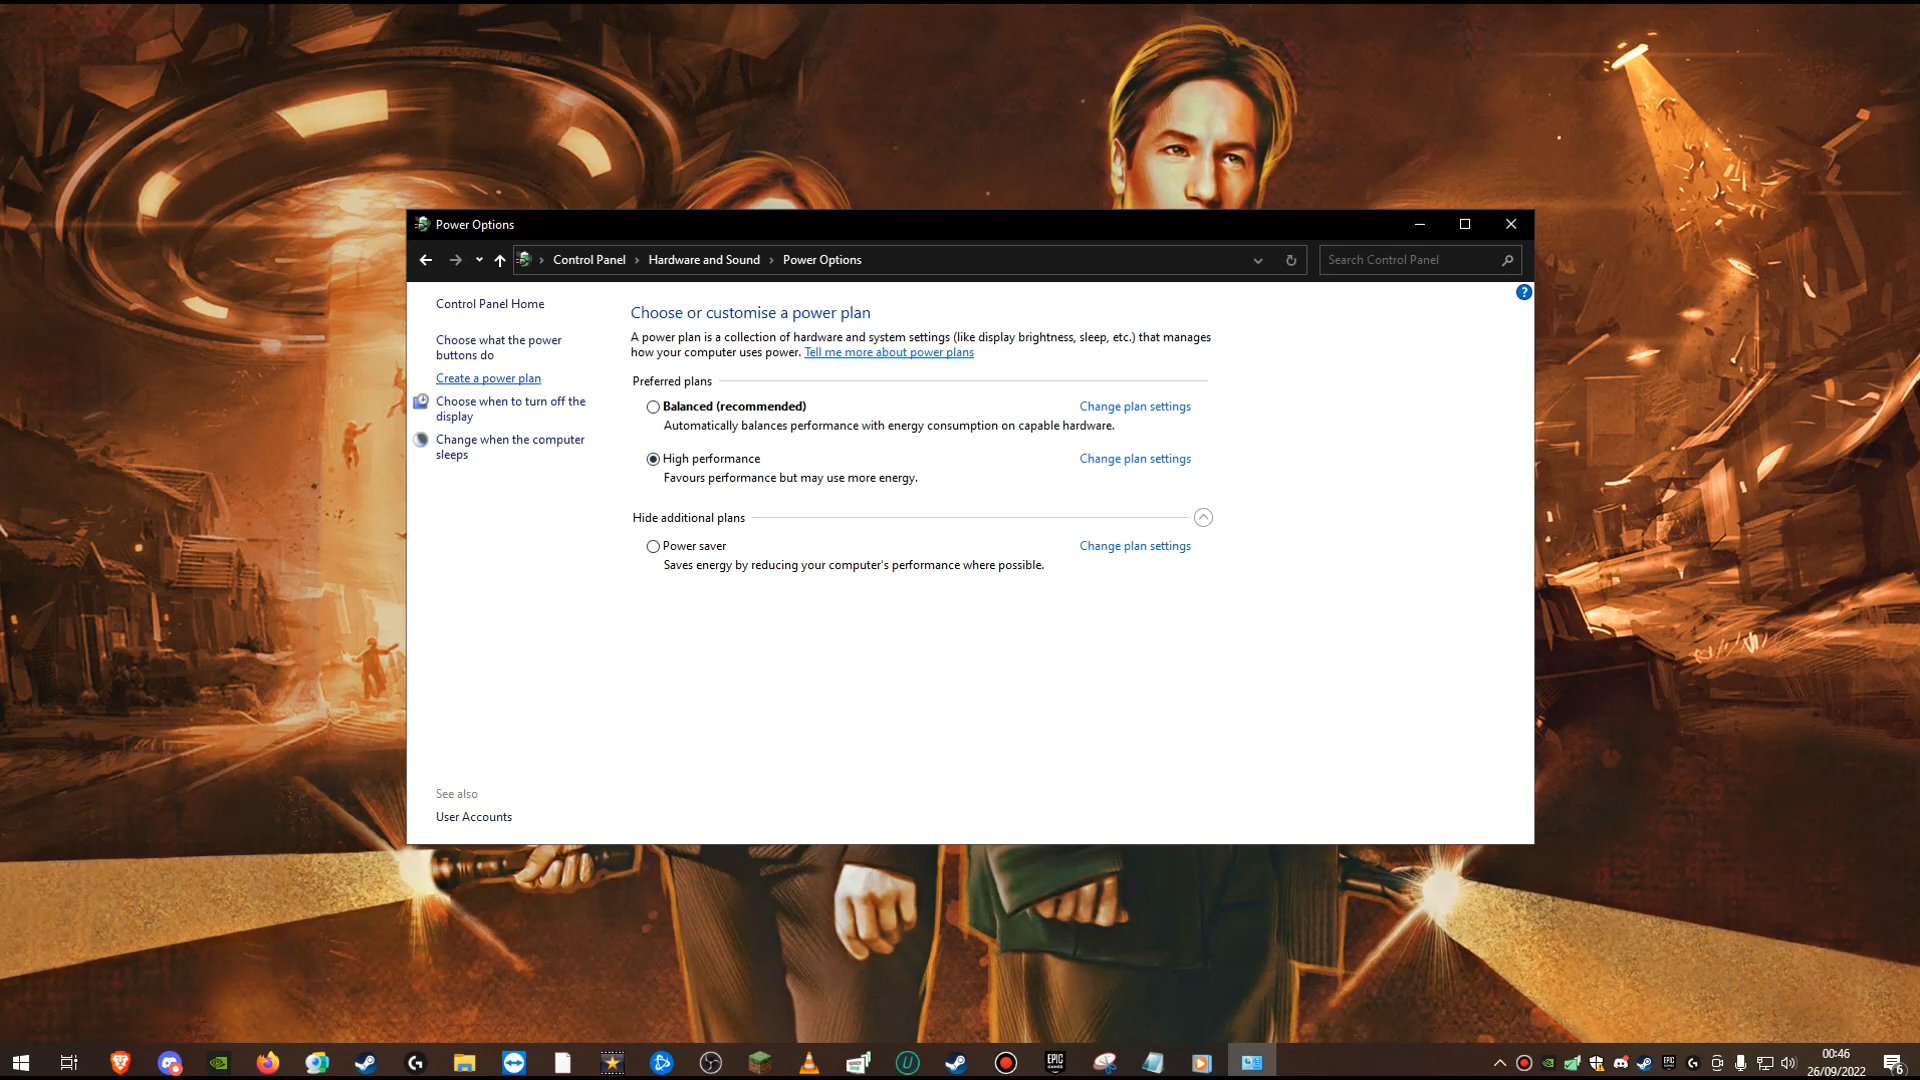 Power Options
Control Panel
Hardware and Sound
Power Options
Search Control Panel
Control Panel Home
Choose what the power
buttons do
Create a power plan
Choose when to turn off the
display
Change when the computer
sleeps
See also
User Accounts
Choose or customise a power plan
A power plan is a collection of hardware and system settings (like display brightness, sleep, etc.) that manages
how your computer uses power. Tell me more about power plans
Preferred plans
Balanced (recommended) Change plan settings
Automatically balances performance with energy consumption on capable hardware.
High performance Change plan settings
Favours performance but may use more energy.
Hide additional plans
Power saver Change plan settings
Saves energy by reducing your computer's performance where possible.
EPIC
GAMES
00:46
26/09/2022
6